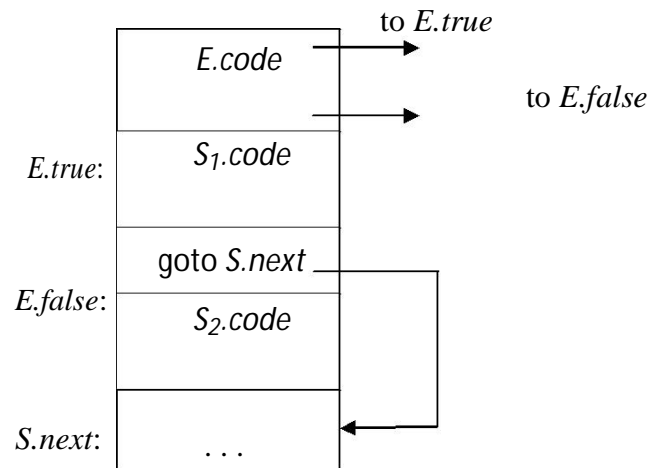 to E.true
E.code
to E.false
S₁.code
E.true:
goto S.next
E.false:
S₂.code
S.next:
. . .